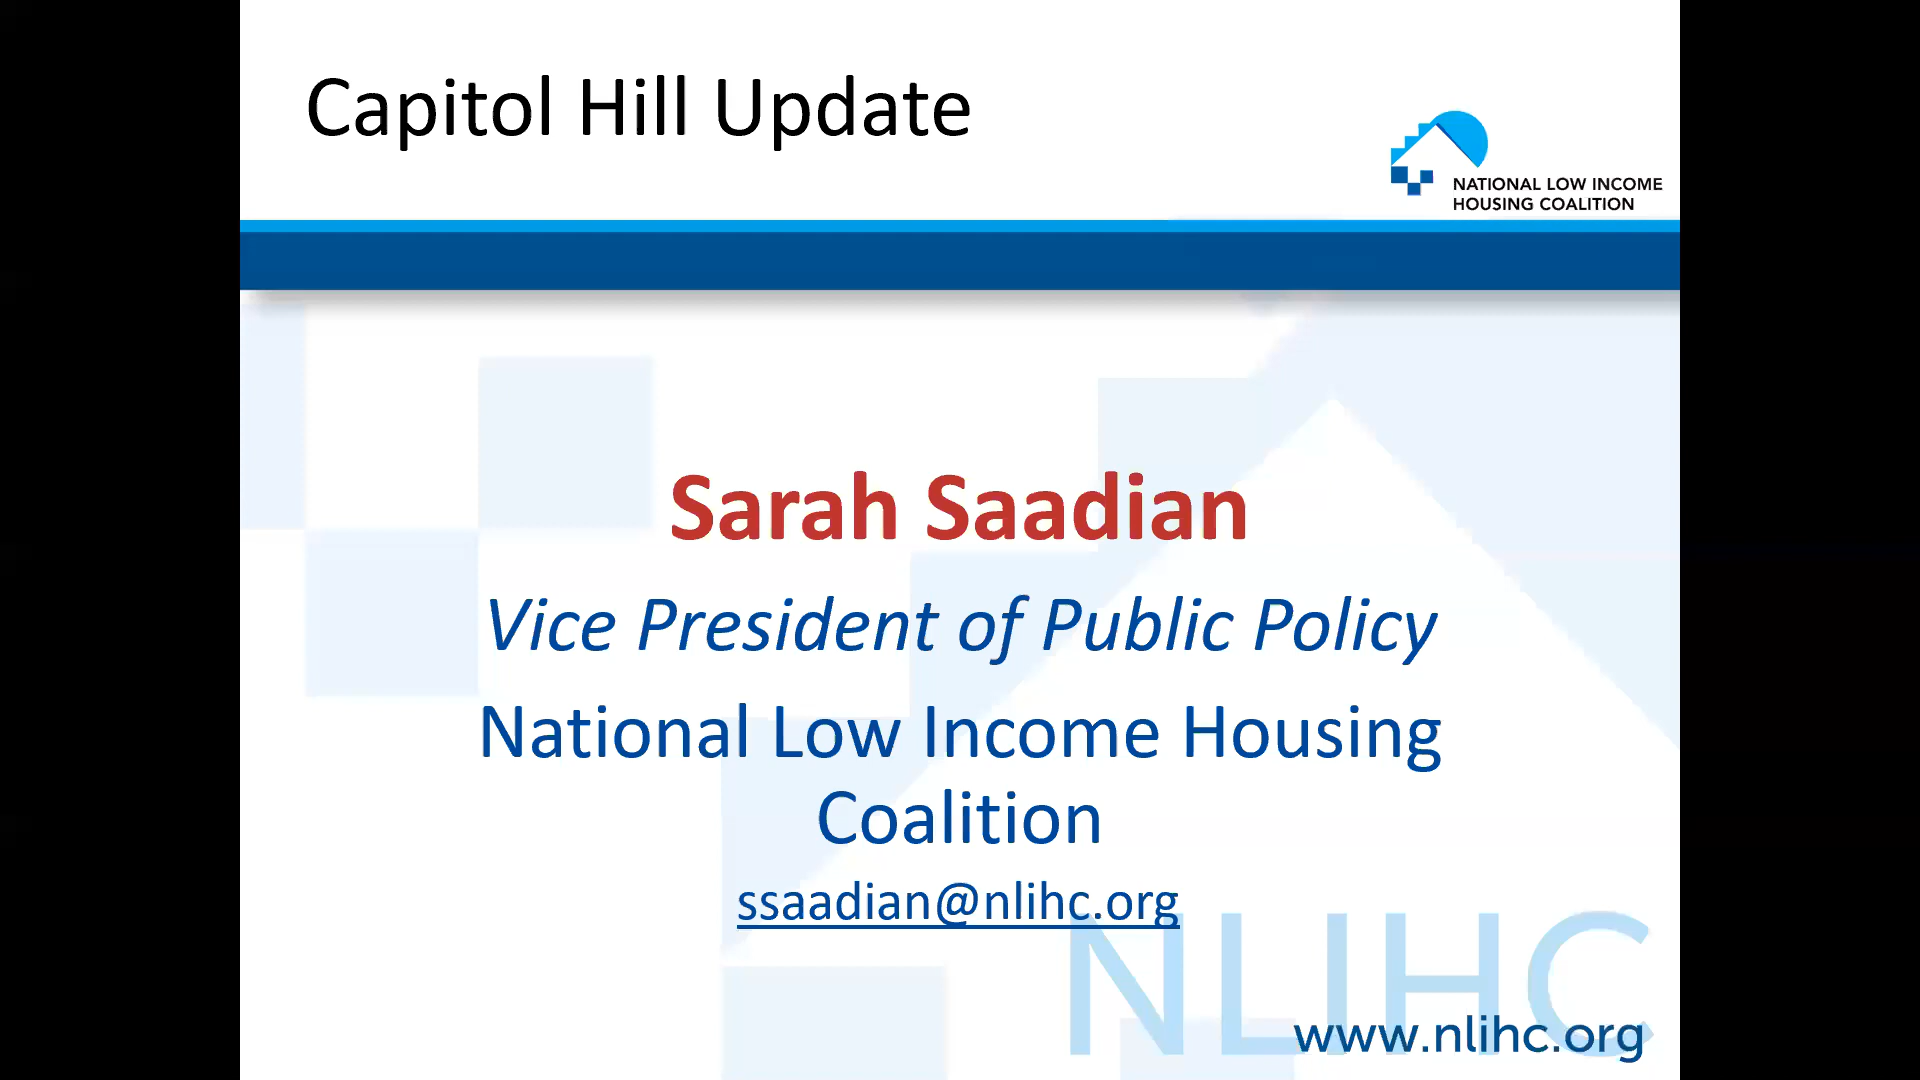 Capitol Hill Update
NATIONAL LOW INCOME
HOUSING COALITION
Sarah Saadian
Vice President of Public Policy
National Low Income Housing
Coalition
ssaadian@nlihc.org
NLIHC
www.nlihc.org